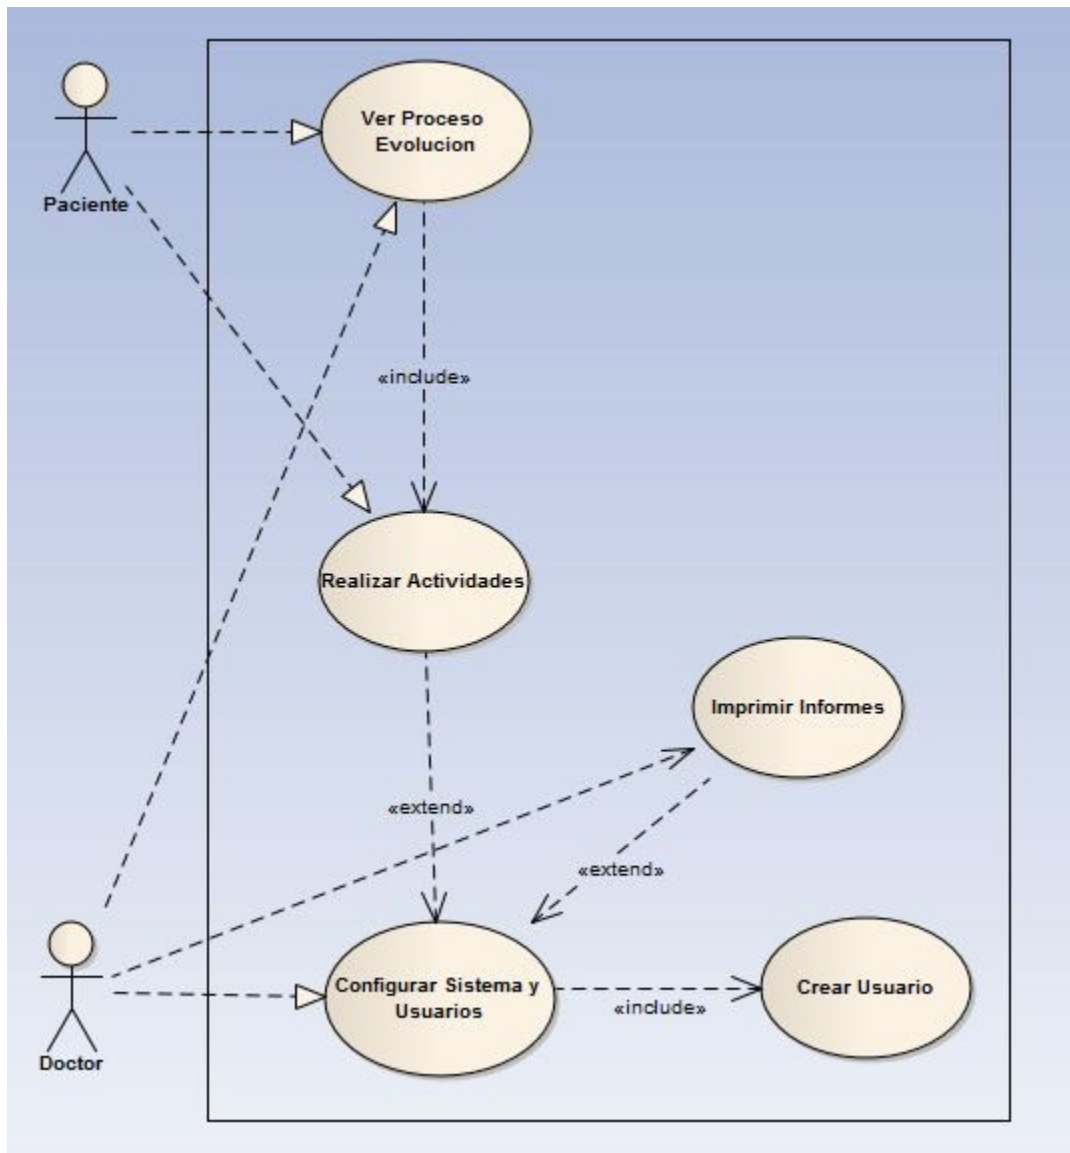 Ver Proceso
Evolucion
Paciente
«include»
Realizar Actividades
Imprimir Informes
«extend»
«extend»
Configurar Sistema y
Usuarios
Crear Usuario
«include»
Doctor